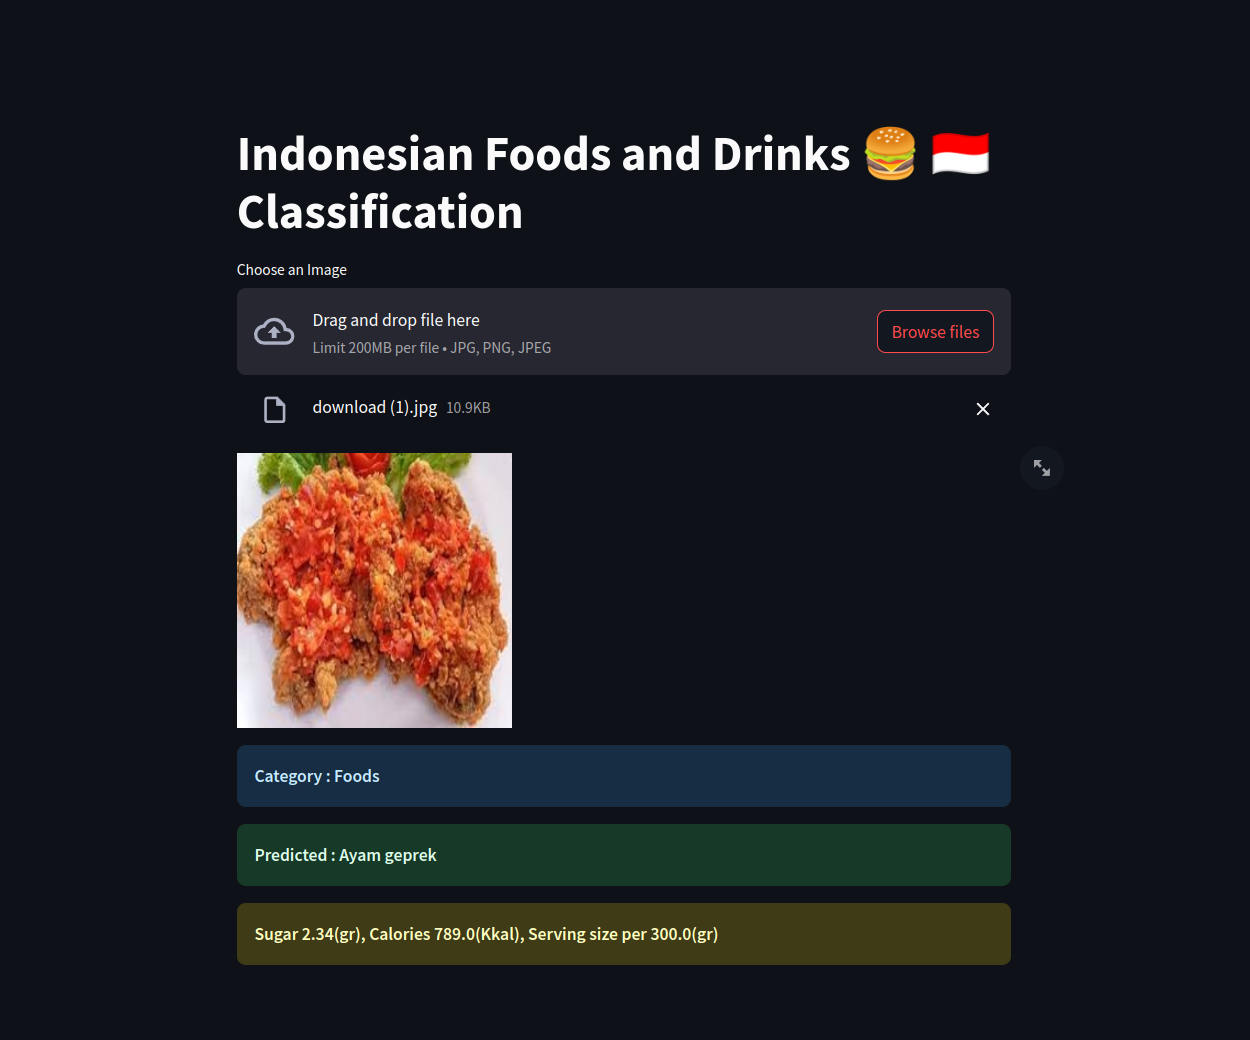 Indonesian Foods and Drinks 🍔 🇮🇩
Classification
Choose an Image
Drag and drop file here
Limit 200MB per file • JPG, PNG, JPEG
Browse files
download (1).jpg 10.9KB
Category : Foods
Predicted : Ayam geprek
Sugar 2.34(gr), Calories 789.0(Kkal), Serving size per 300.0(gr)